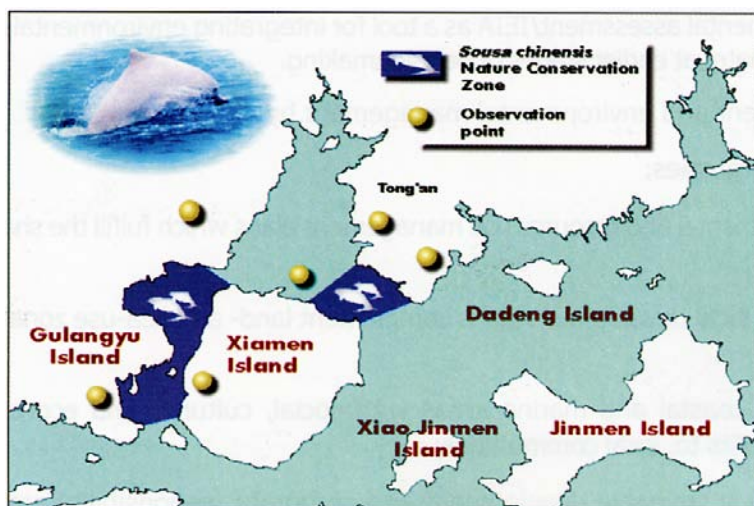 Sousa chinensis
Nature Conservation
Zone
Observation
point
Tong'an
Dadeng Island
Gulangyu
Island
Xiamen
Island
Xiao Jinmen
Island
Jinmen Island